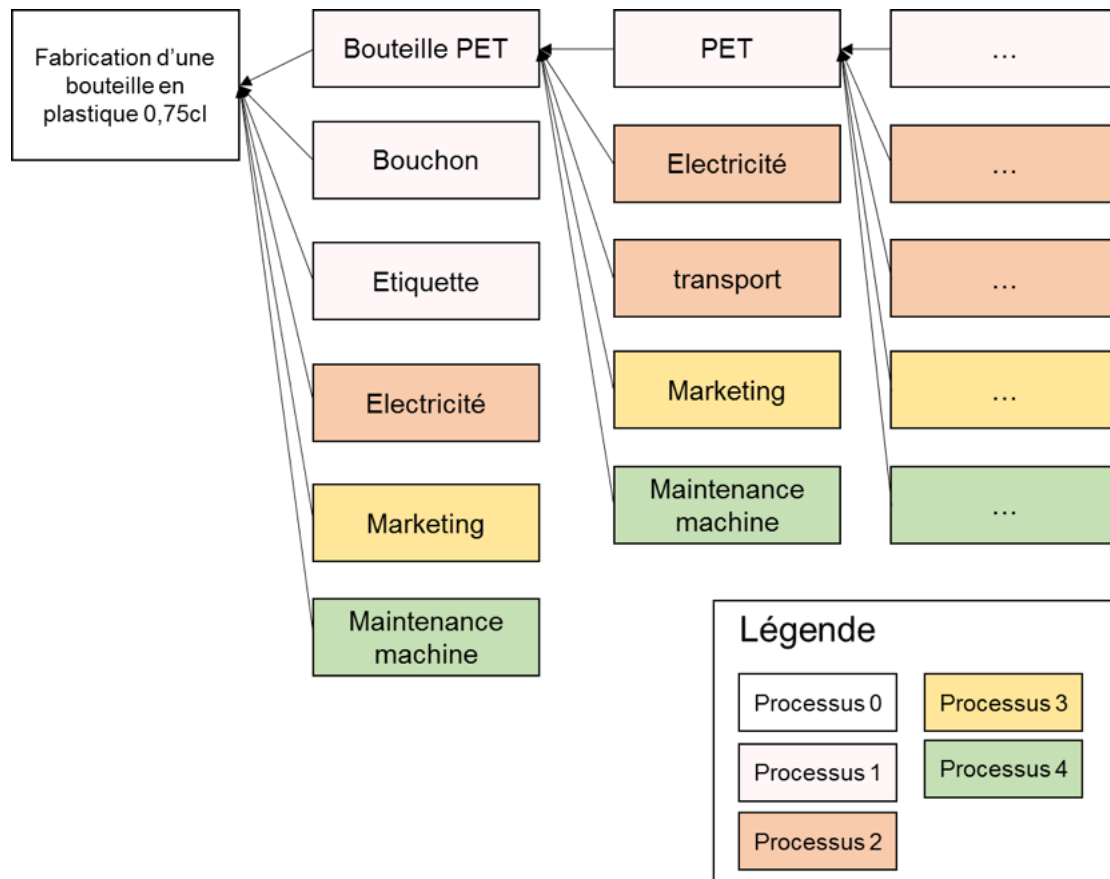 Fabrication d’une
bouteille en
plastique 0,75cl
Bouteille PET
Bouchon
Etiquette
Electricité
Marketing
Maintenance
machine
PET
Electricité
transport
Marketing
Maintenance
machine
…
…
…
…
…
Légende
Processus 0
Processus 1
Processus 2
Processus 3
Processus 4